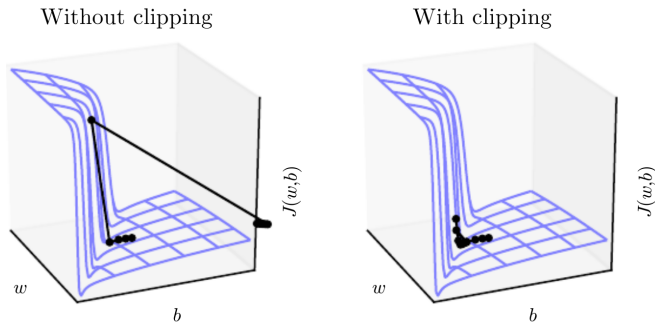 Without clipping
With clipping
J(w,b)
J(w,b)
w
b
w
b